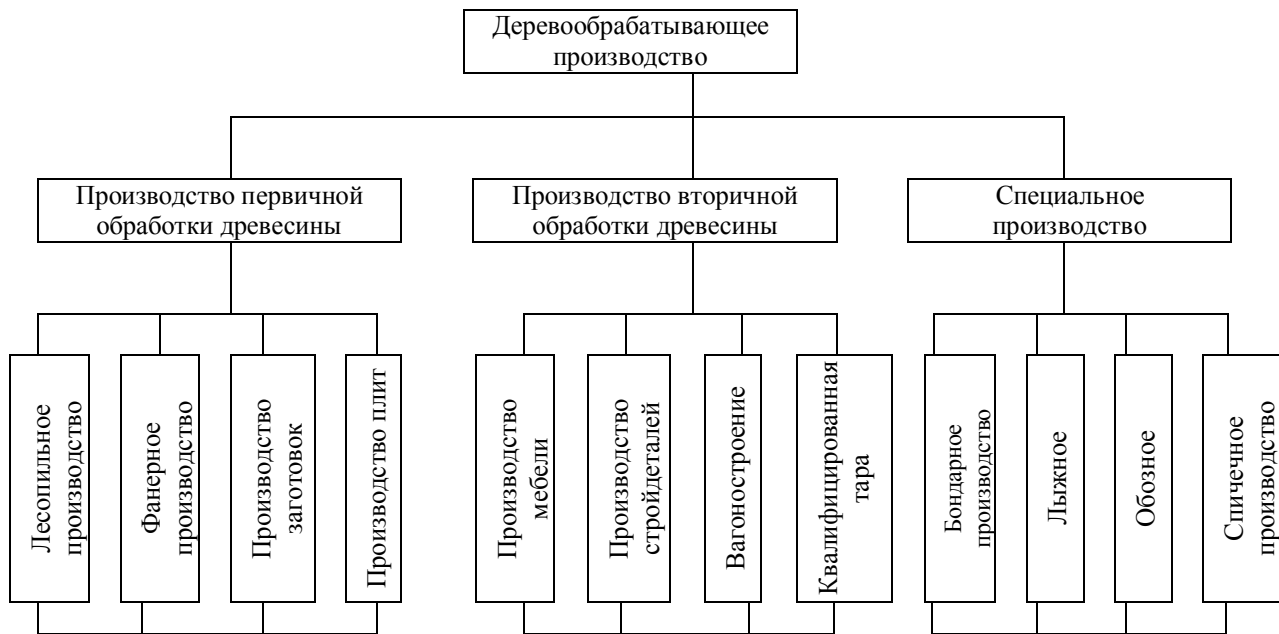 Деревообрабатывающее
производство
Производство первичной
обработки древесины
Производство вторичной
обработки древесины
Специальное
производство
Лесопильное
производство
Фанерное
производство
Производство
заготовок
Производство плит
Производство
мебели
Производство
стройдеталей
Вагоностроение
Квалифицированная
тара
Бондарное
производство
Лыжное
Обозное
Спичечное
производство